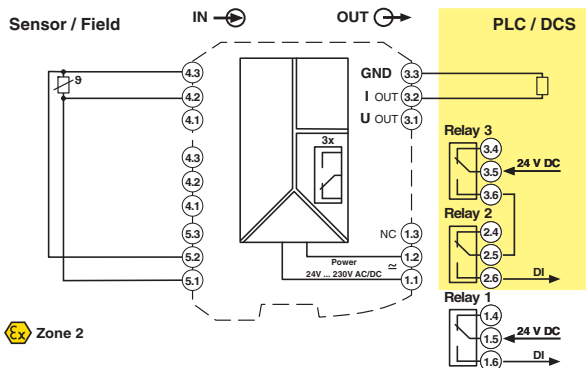 Sensor / Field
IN
OUT
PLC / DCS
4.3
ϑ
4.2
4.1
4.3
4.2
4.1
5.3
5.2
5.1
3x
GND 3.3
I OUT 3.2
U OUT 3.1
NC 1.3
Power 1.2
24V ... 230V AC/DC ≃ 1.1
Relay 3
3.4
3.5 24 V DC
3.6
Relay 2
2.4
2.5
2.6 DI
Relay 1
1.4
1.5 24 V DC
1.6 DI
Ex Zone 2